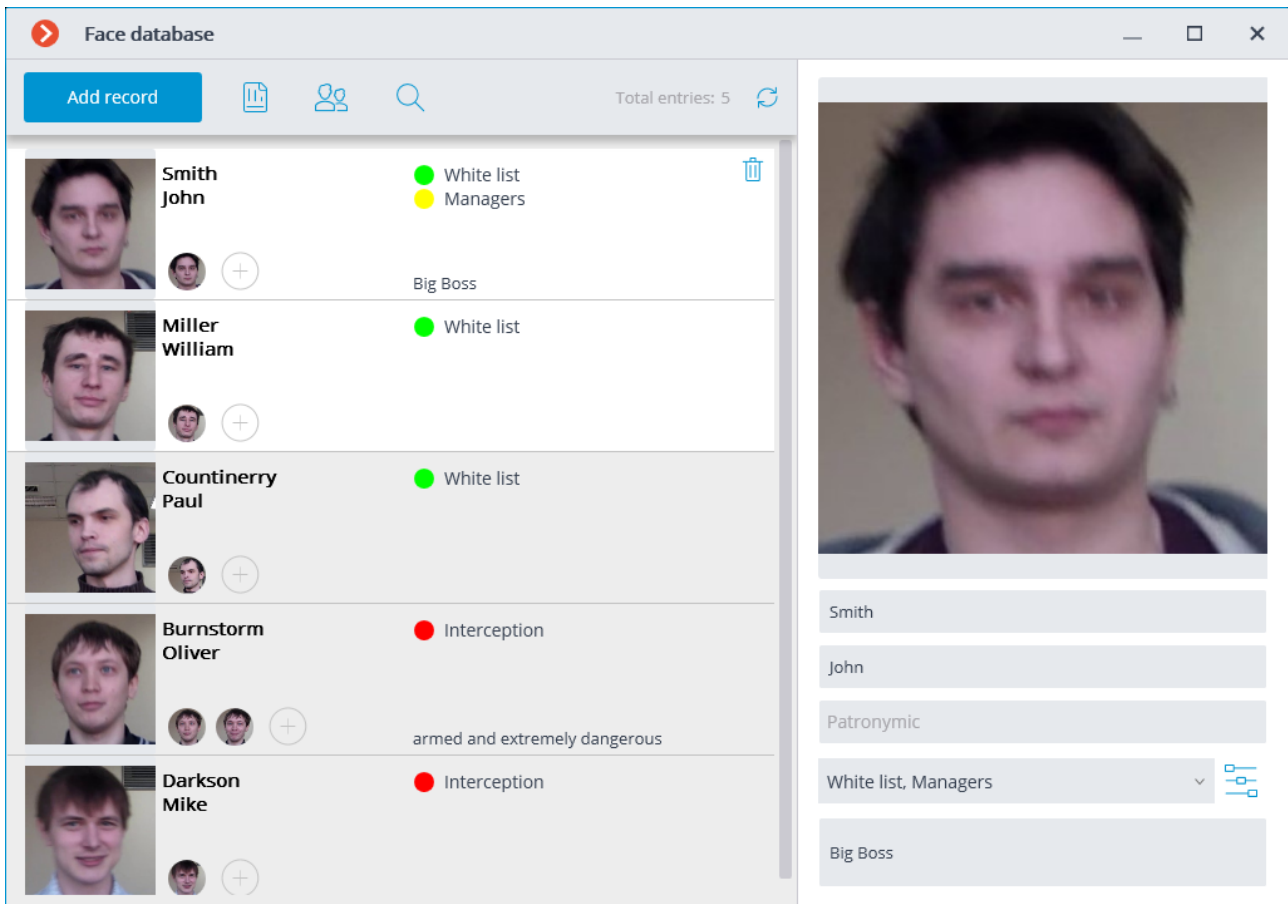 Face database
Add record
Total entries: 5
Smith
John
White list
Managers
Big Boss
Miller
William
White list
Countinerry
Paul
White list
Burnstorm
Oliver
Interception
armed and extremely dangerous
Darkson
Mike
Interception
Smith
John
Patronymic
White list, Managers
Big Boss